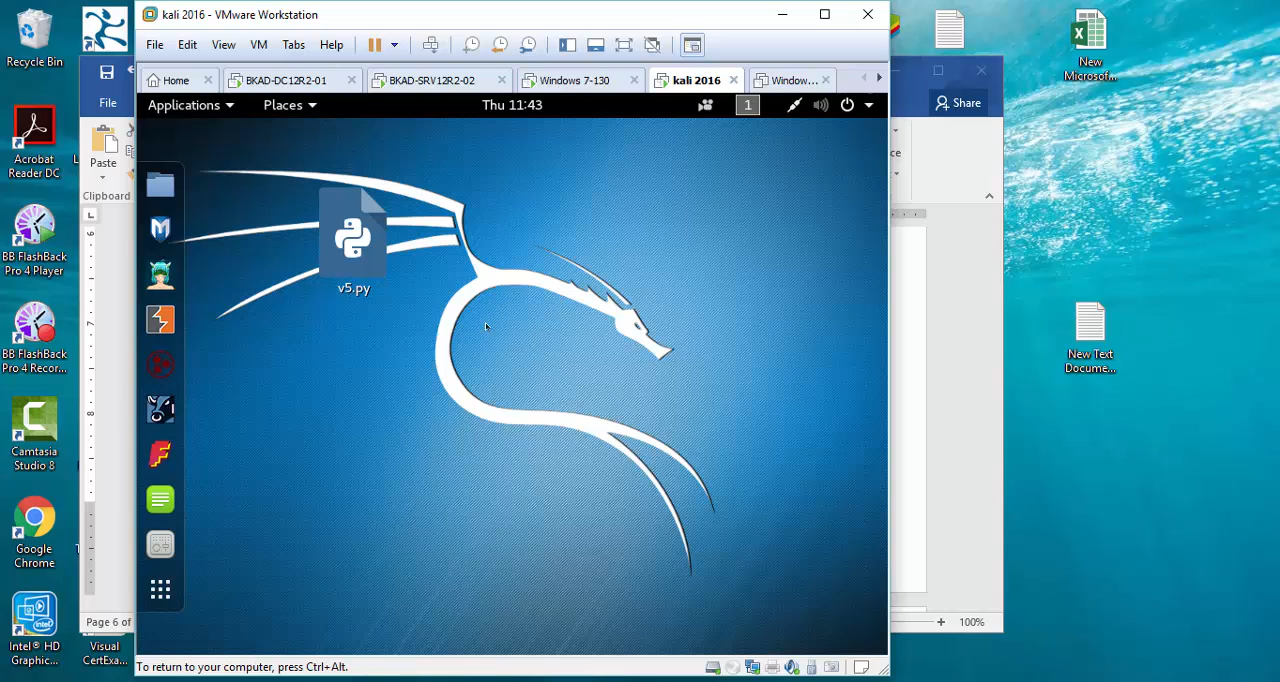 Recycle Bin
Acrobat
Reader DC
BB FlashBack
Pro 4 Player
BB FlashBack
Pro 4 Recor...
Camtasia
Studio 8
Google
Chrome
Intel® HD
Graphic...
Visual
CertExa...
kali 2016 - VMware Workstation
File Edit View VM Tabs Help
Home BKAD-DC12R2-01 BKAD-SRV12R2-02 Windows 7-130 kali 2016 Window...
Applications Places Thu 11:43 1
v5.py
To return to your computer, press Ctrl+Alt.
File
Paste
Clipboard
L
9
7
8
Page 6 of
Share
100%
New
Microsof...
New Text
Docume...